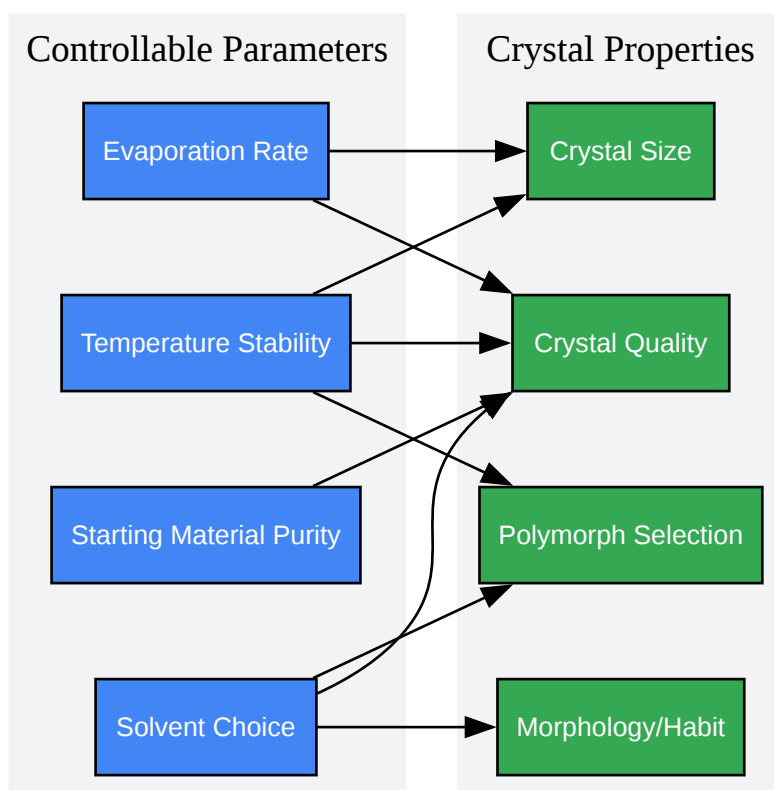 Controllable Parameters
Crystal Properties
Evaporation Rate
Crystal Size
Temperature Stability
Crystal Quality
Starting Material Purity
Polymorph Selection
Solvent Choice
Morphology/Habit